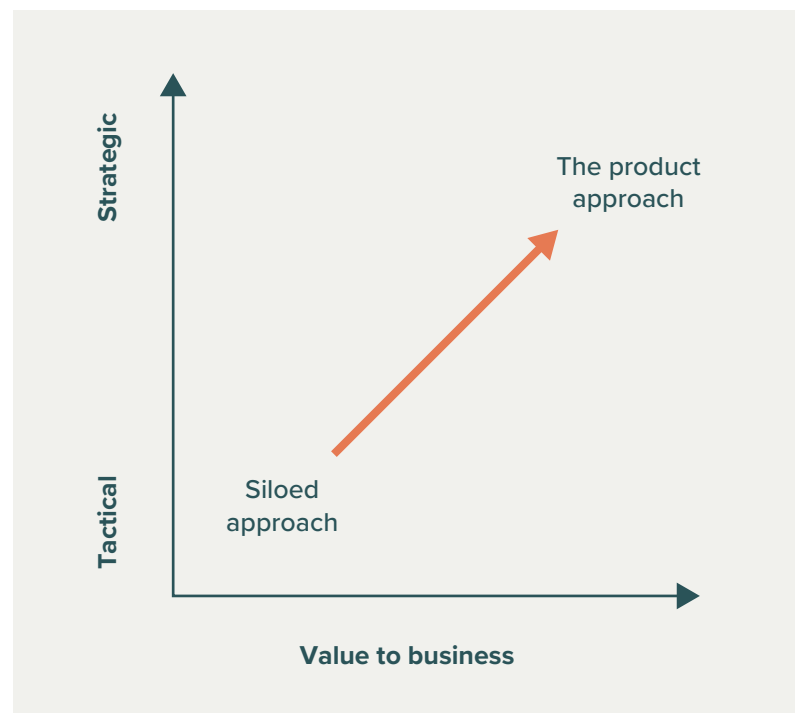 Strategic
The product
approach
Siloed
approach
Tactical
Value to business